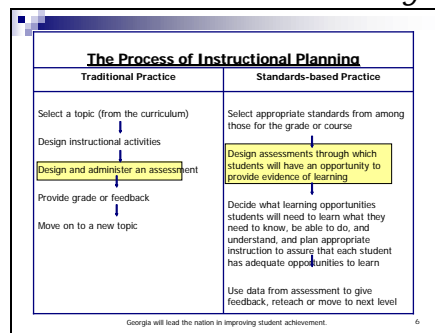 The Process of Instructional Planning
Traditional Practice
Select a topic (from the curriculum)
Design instructional activities
Design and administer an assessment
Provide grade or feedback
Move on to a new topic
Standards-based Practice
Select appropriate standards from among
those for the grade or course
Design assessments through which
students will have an opportunity to
provide evidence of learning
Decide what learning opportunities
students will need to learn what they
need to know, be able to do, and
understand, and plan appropriate
instruction to assure that each student
has adequate opportunities to learn
Use data from assessment to give
feedback, reteach or move to next level
Georgia will lead the nation in improving student achievement.
6